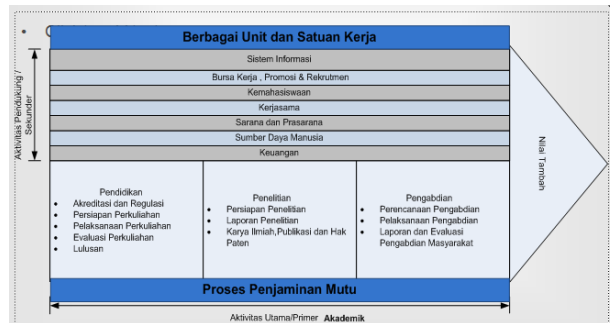 Berbagai Unit dan Satuan Kerja
Sistem Informasi
Bursa Kerja , Promosi & Rekrutmen
Kemahasiswaan
Kerjasama
Sarana dan Prasarana
Sumber Daya Manusia
Keuangan
Aktivitas Pendukung /
Sekunder
Pendidikan
• Akreditasi dan Regulasi
• Persiapan Perkuliahan
• Pelaksanaan Perkuliahan
• Evaluasi Perkuliahan
• Lulusan
Penelitian
• Persiapan Penelitian
• Laporan Penelitian
• Karya Ilmiah,Publikasi dan Hak
Paten
Pengabdian
• Perencanaan Pengabdian
• Pelaksanaan Pengabdian
• Laporan dan Evaluasi
Pengabdian Masyarakat
Nilai Tambah
Proses Penjaminan Mutu
Aktivitas Utama/Primer Akademik